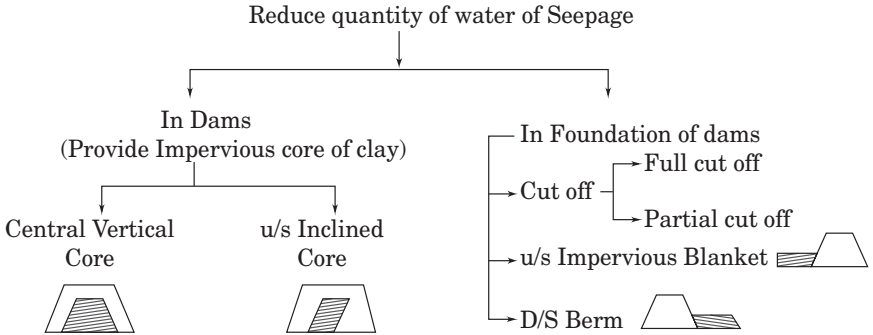 Reduce quantity of water of Seepage
In Dams
(Provide Impervious core of clay)
Central Vertical
Core
u/s Inclined
Core
In Foundation of dams
Cut off
Full cut off
Partial cut off
u/s Impervious Blanket
D/S Berm